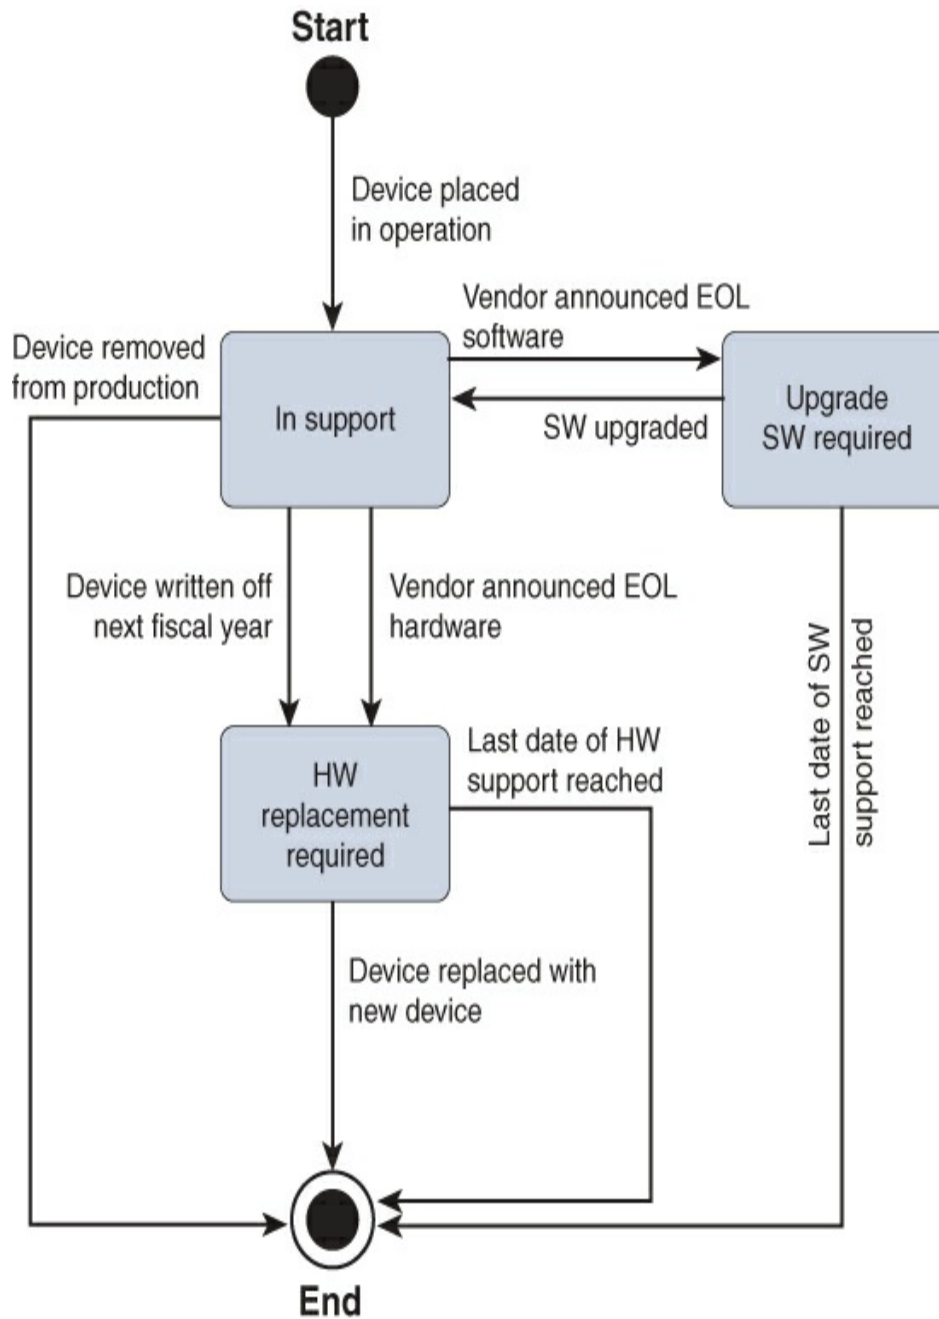 Start
Device placed
in operation
Vendor announced EOL
software
Device removed
from production
In support
SW upgraded
Upgrade
SW required
Device written off
next fiscal year
Vendor announced EOL
hardware
Last date of SW
support reached
HW
replacement
required
Last date of HW
support reached
Device replaced with
new device
End